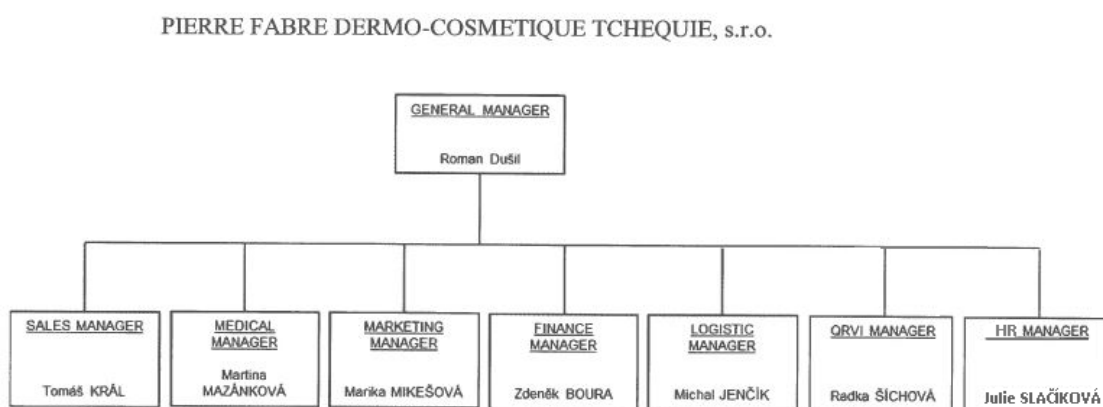 PIERRE FABRE DERMO-COSMETIQUE TCHEQUIE, s.r.o.
GENERAL MANAGER
Roman Dušil
SALES MANAGER
Tomáš KRÁL
MEDICAL
MANAGER
Martina
MAZÁNKOVÁ
MARKETING
MANAGER
Marika MIKEŠOVÁ
FINANCE
MANAGER
Zdeněk BOURA
LOGISTIC
MANAGER
Michal JENČÍK
QRVI MANAGER
Radka ŠÍCHOVÁ
HR MANAGER
Julie SLAČÍKOVÁ